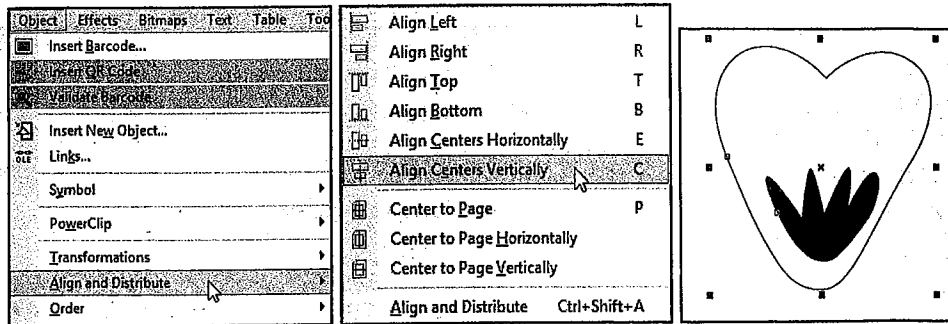 Object Effects Bitmaps Text Table Too
Insert Barcode...
Insert QR Code
Validate Barcode
Insert New Object...
OLE Links...
Symbol
PowerClip
Transformations
Align and Distribute
Order
Align Left L
Align Right R
Align Top T
Align Bottom B
Align Centers Horizontally E
Align Centers Vertically C
Center to Page P
Center to Page Horizontally
Center to Page Vertically
Align and Distribute Ctrl+Shift+A